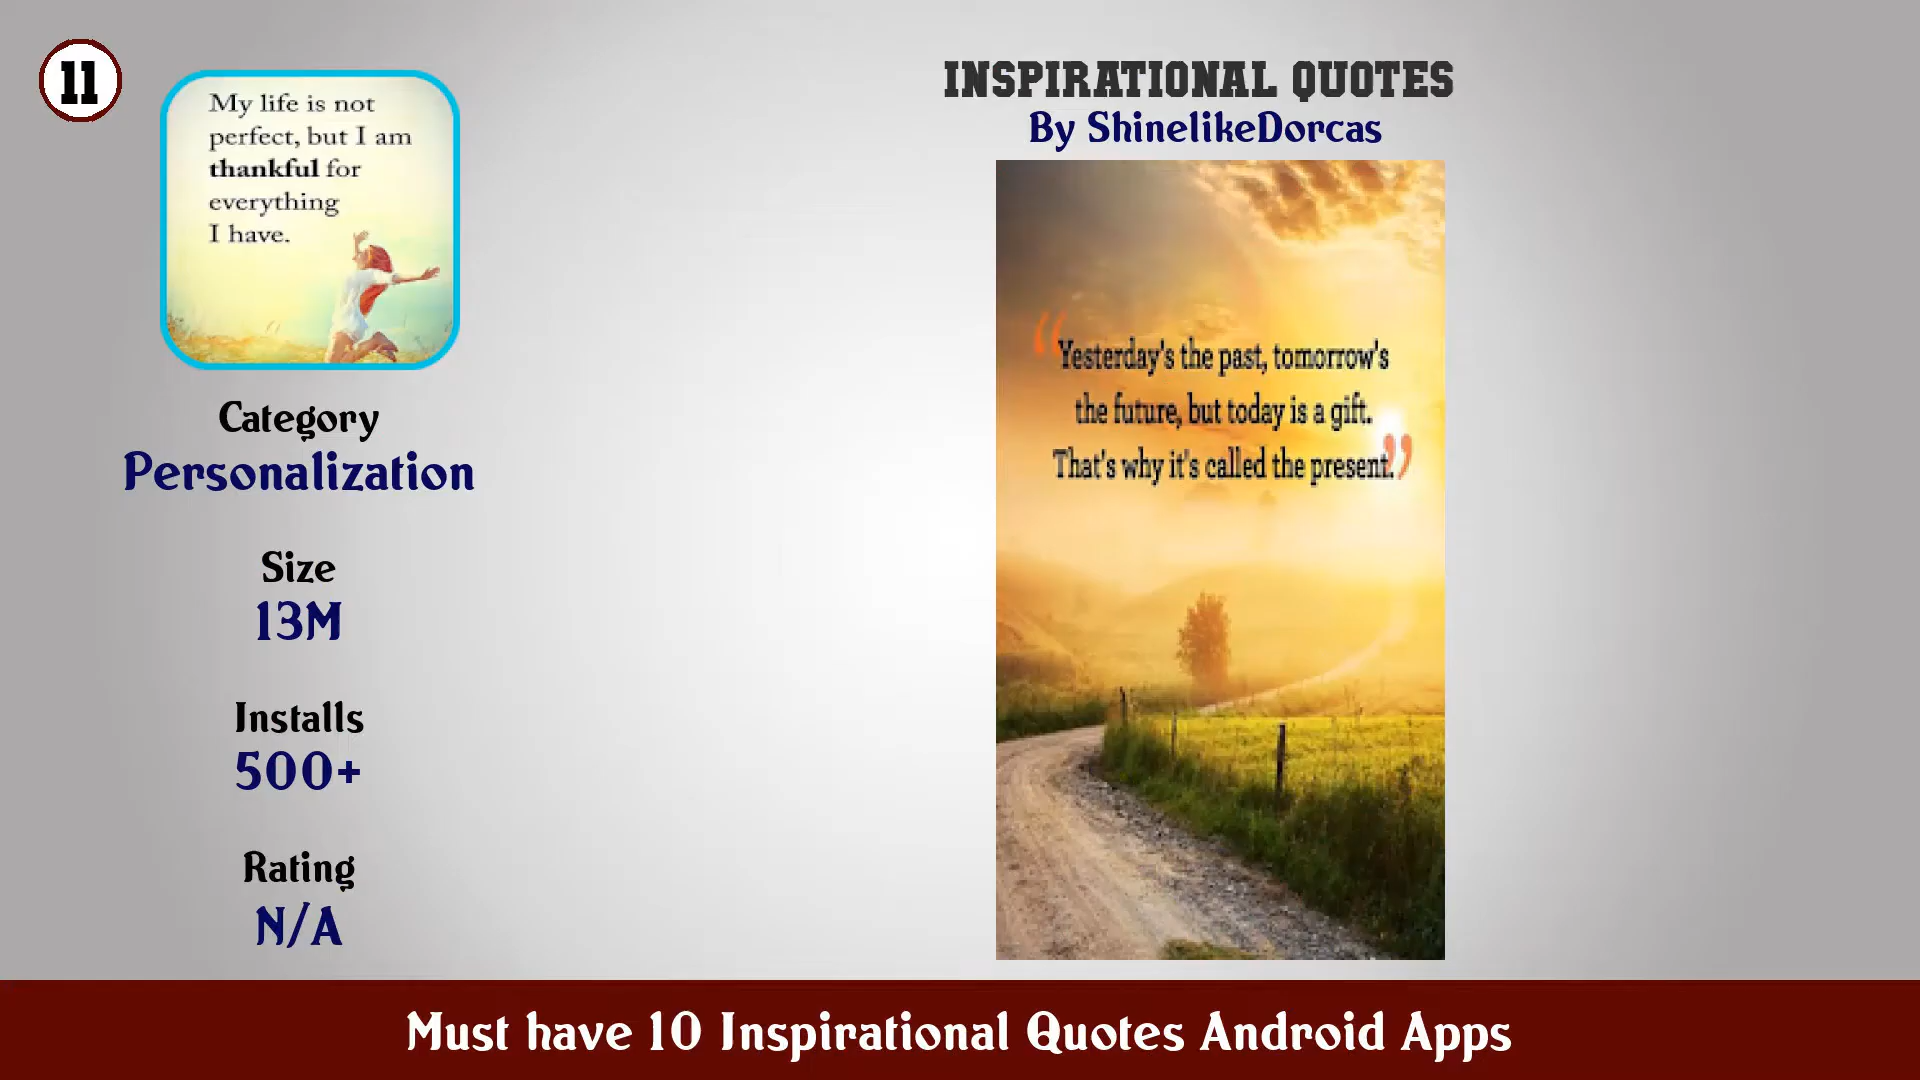 11
My life is not
perfect, but I am
thankful for
everything
I have.
Category
Personalization
Size
13M
Installs
500+
Rating
N/A
INSPIRATIONAL QUOTES
By ShinelikeDorcas
“Yesterday's the past, tomorrow's
the future, but today is a gift.
That's why it's called the present.”
Must have 10 Inspirational Quotes Android Apps